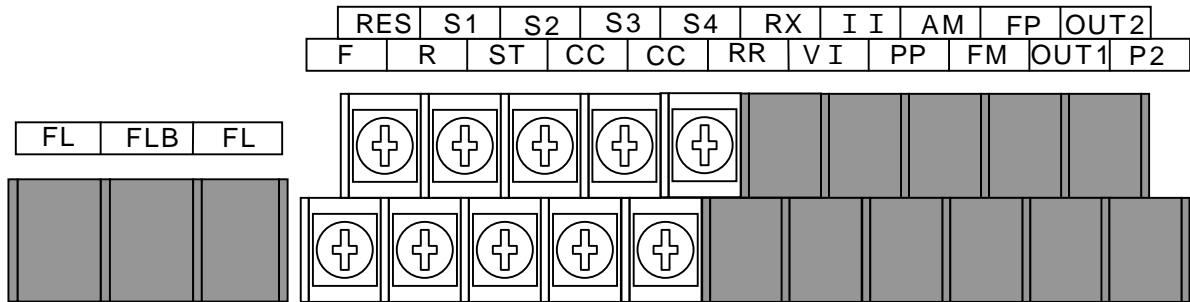 RES S1 S2 S3 S4 RX II AM FP OUT2
F R ST CC CC RR VI PP FM OUT1 P2
FL FLB FL